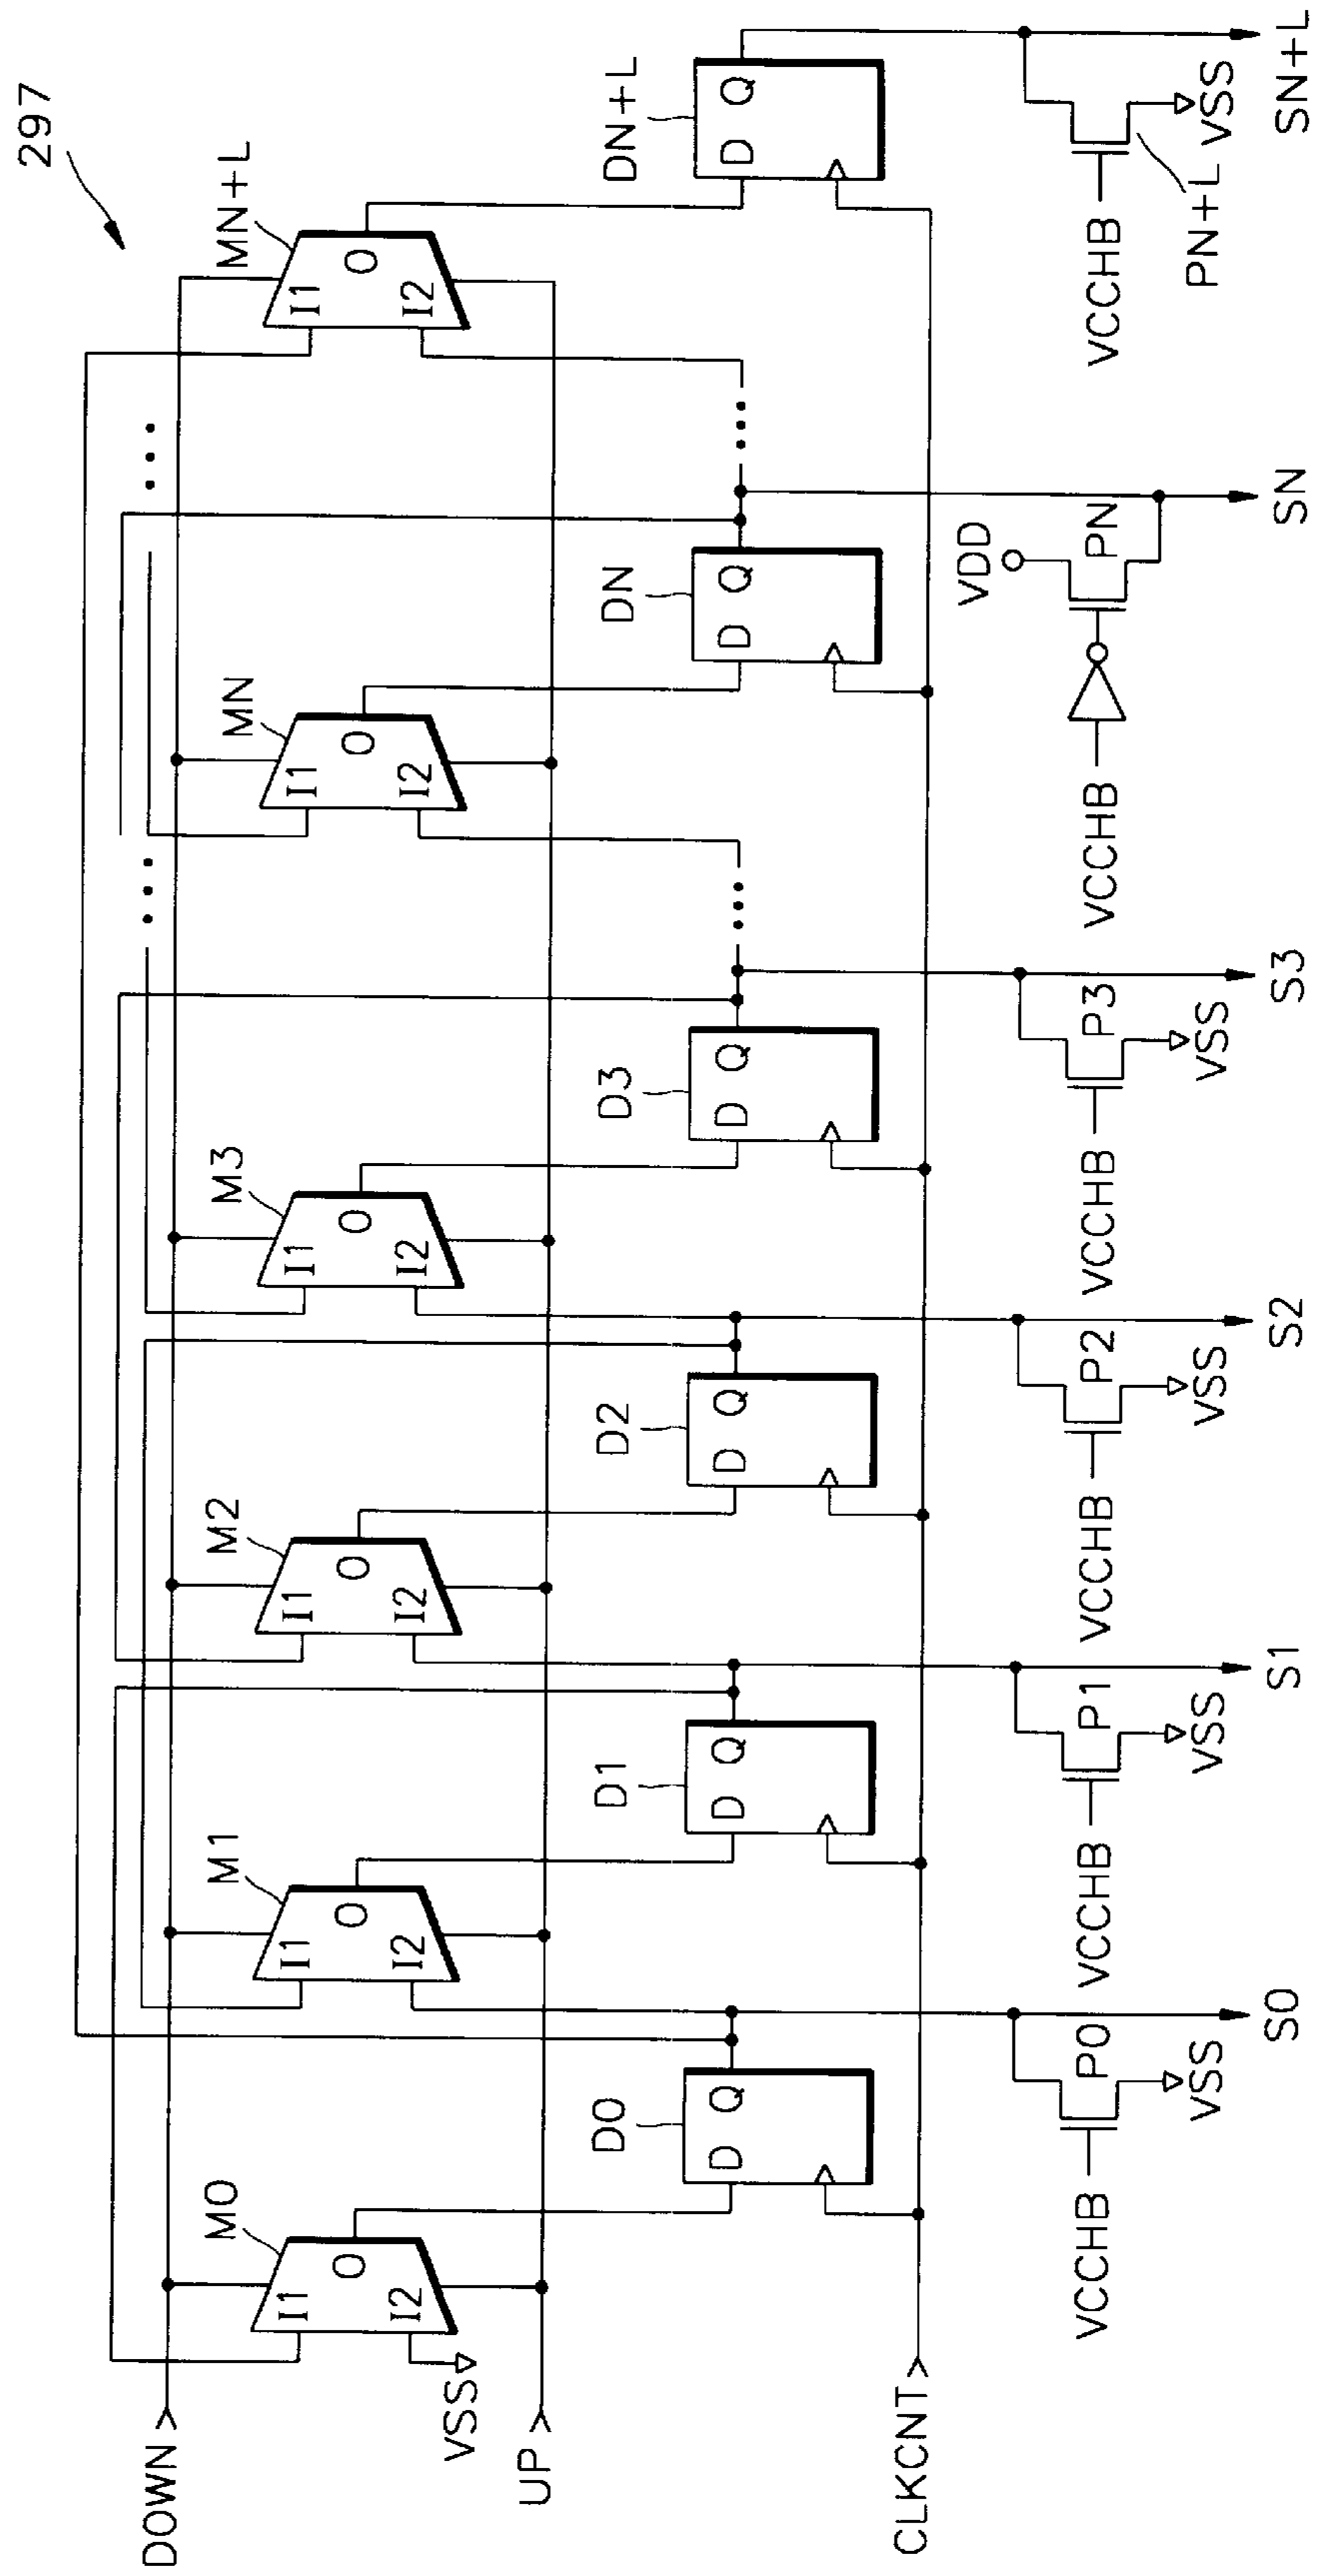 297
MN+L
I1
O
I2
DN+L
D Q
VCCHB
PN+L
VSS
SN+L
MN
I1
O
I2
DN
D Q
VDD
PN
VCCHB
SN
M3
I1
O
I2
D3
D Q
VCCHB
P3
VSS
S3
M2
I1
O
I2
D2
D Q
VCCHB
P2
VSS
S2
M1
I1
O
I2
D1
D Q
VCCHB
P1
VSS
S1
M0
I1
O
I2
D0
D Q
VCCHB
P0
VSS
S0
DOWN
VSS
UP
CLKCNT